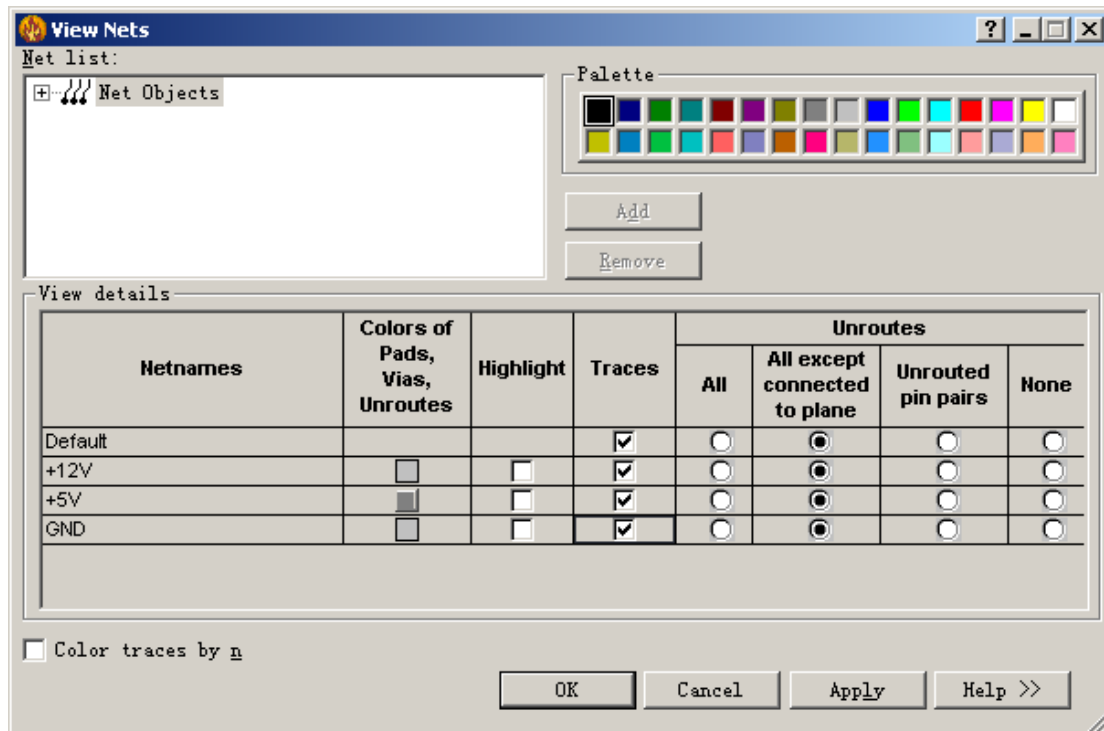 View Nets
Net list:
Net Objects
Palette
Add
Remove
View details
Netnames
Colors of
Pads,
Vias,
Unroutes
Highlight
Traces
Unroutes
All
All except
connected
to plane
Unrouted
pin pairs
None
Default
+12V
+5V
GND
Color traces by n
OK Cancel Apply Help >>